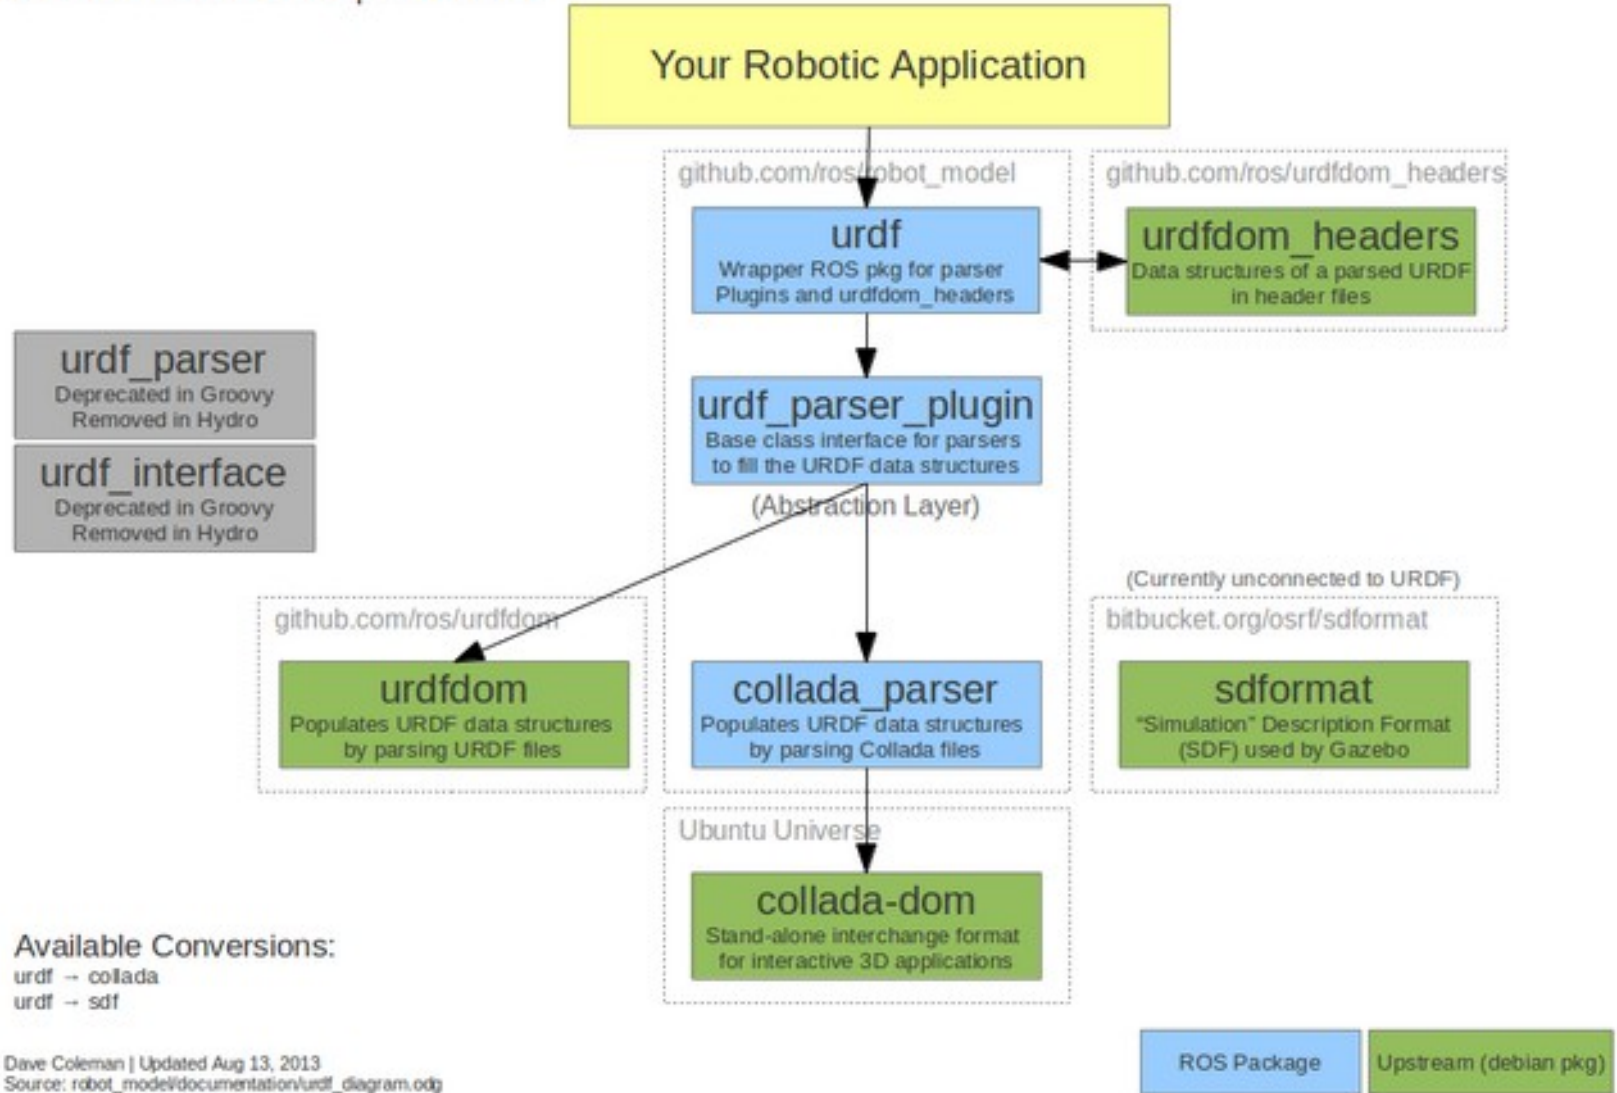 Your Robotic Application
github.com/ros/robot_model
github.com/ros/urdfdom_headers
urdf
Wrapper ROS pkg for parser
Plugins and urdfdom_headers
urdfdom_headers
Data structures of a parsed URDF
in header files
urdf_parser
Deprecated in Groovy
Removed in Hydro
urdf_parser_plugin
Base class interface for parsers
to fill the URDF data structures
(Abstraction Layer)
urdf_interface
Deprecated in Groovy
Removed in Hydro
(Currently unconnected to URDF)
github.com/ros/urdfdom
bitbucket.org/osrf/sdformat
urdfdom
Populates URDF data structures
by parsing URDF files
collada_parser
Populates URDF data structures
by parsing Collada files
sdformat
“Simulation” Description Format
(SDF) used by Gazebo
Ubuntu Universe
collada-dom
Stand-alone interchange format
for interactive 3D applications
Available Conversions:
urdf → collada
urdf → sdf
Dave Coleman | Updated Aug 13, 2013
Source: robot_model/documentation/urdf_diagram.odg
ROS Package
Upstream (debian pkg)